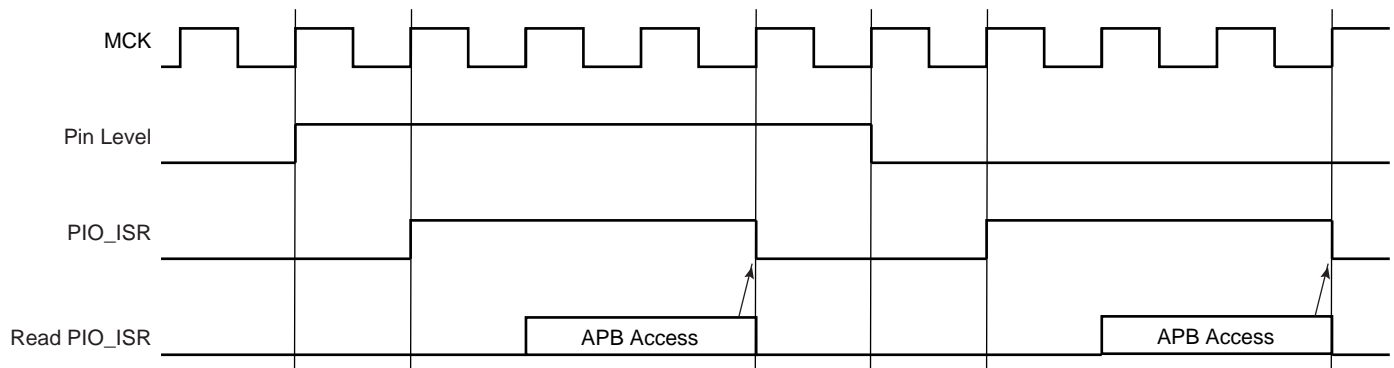 MCK
Pin Level
PIO_ISR
Read PIO_ISR
APB Access
APB Access